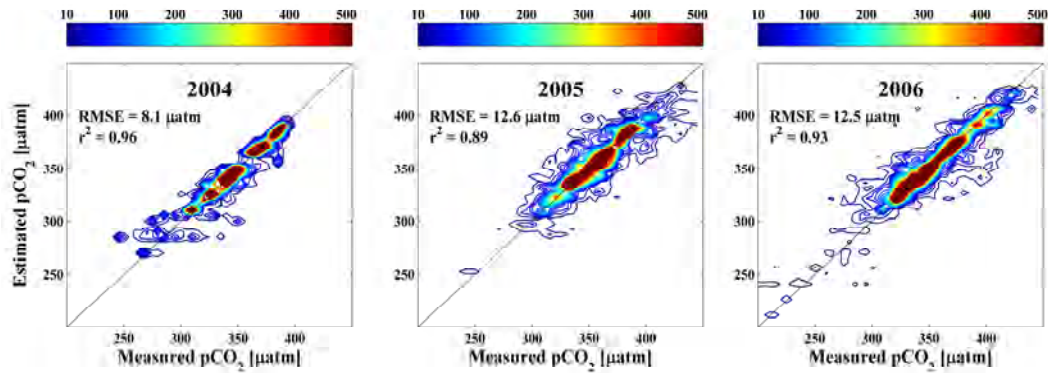 10 100 200 300 400 500
10 100 200 300 400 500
10 100 200 300 400 500
2004
RMSE = 8.1 μatm
r² = 0.96
2005
RMSE = 12.6 μatm
r² = 0.89
2006
RMSE = 12.5 μatm
r² = 0.93
Estimated pCO₂ [μatm]
400
350
300
250
400
350
300
250
400
350
300
250
250 300 350 400
250 300 350 400
250 300 350 400
Measured pCO₂ [μatm]
Measured pCO₂ [μatm]
Measured pCO₂ [μatm]